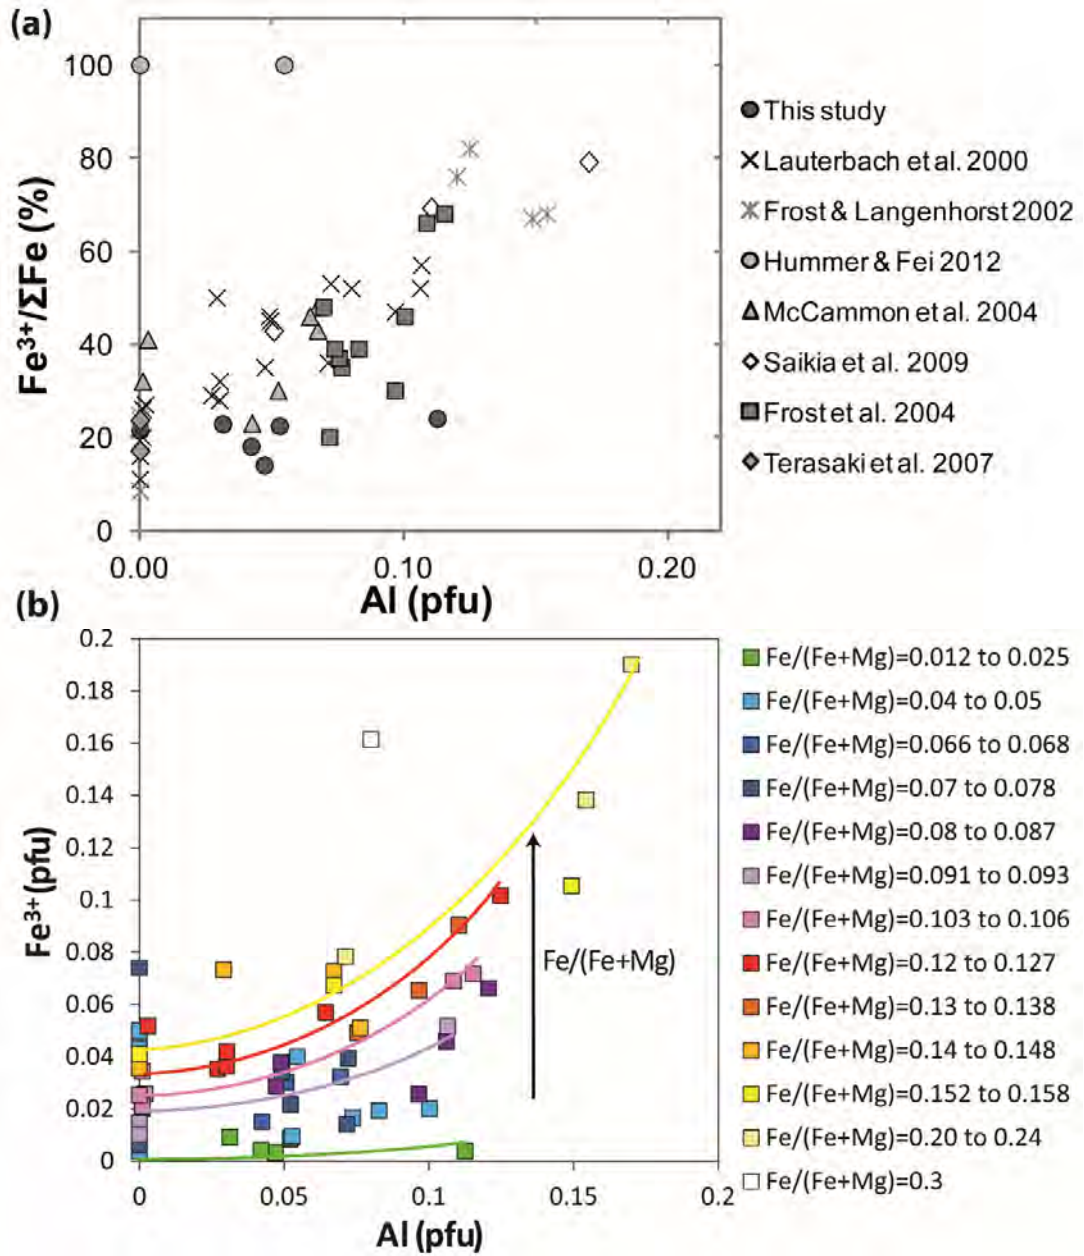 (a)
Fe³⁺/ΣFe (%)
100
80
60
40
20
0
0.00
0.10
0.20
Al (pfu)
This study
Lauterbach et al. 2000
Frost & Langenhorst 2002
Hummer & Fei 2012
McCammon et al. 2004
Saikia et al. 2009
Frost et al. 2004
Terasaki et al. 2007
(b)
Fe³⁺(pfu)
0.2
0.18
0.16
0.14
0.12
0.10
0.08
0.06
0.04
0.02
0
0
0.05
0.1
0.15
0.2
Al (pfu)
Fe/(Fe+Mg)
Fe/(Fe+Mg)=0.012 to 0.025
Fe/(Fe+Mg)=0.04 to 0.05
Fe/(Fe+Mg)=0.066 to 0.068
Fe/(Fe+Mg)=0.07 to 0.078
Fe/(Fe+Mg)=0.08 to 0.087
Fe/(Fe+Mg)=0.091 to 0.093
Fe/(Fe+Mg)=0.103 to 0.106
Fe/(Fe+Mg)=0.12 to 0.127
Fe/(Fe+Mg)=0.13 to 0.138
Fe/(Fe+Mg)=0.14 to 0.148
Fe/(Fe+Mg)=0.152 to 0.158
Fe/(Fe+Mg)=0.20 to 0.24
Fe/(Fe+Mg)=0.3